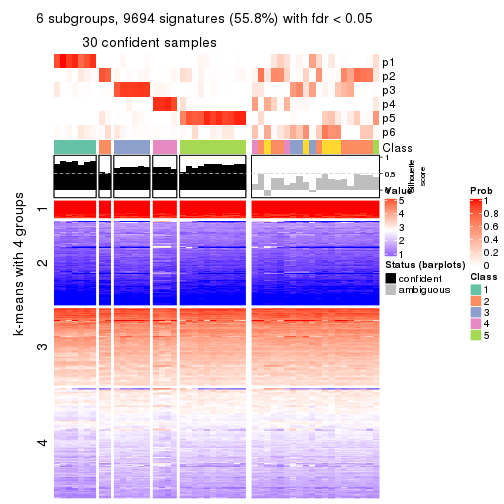 6 subgroups, 9694 signatures (55.8%) with fdr < 0.05
30 confident samples
p1
p2
p3
p4
p5
p6
Class
1
0.5
0
Silhouette
score
k-means with 4 groups
1
2
3
4
Value
5
4
3
2
1
Status (barplots)
confident
ambiguous
Prob
1
0.8
0.6
0.4
0.2
0
Class
1
2
3
4
5